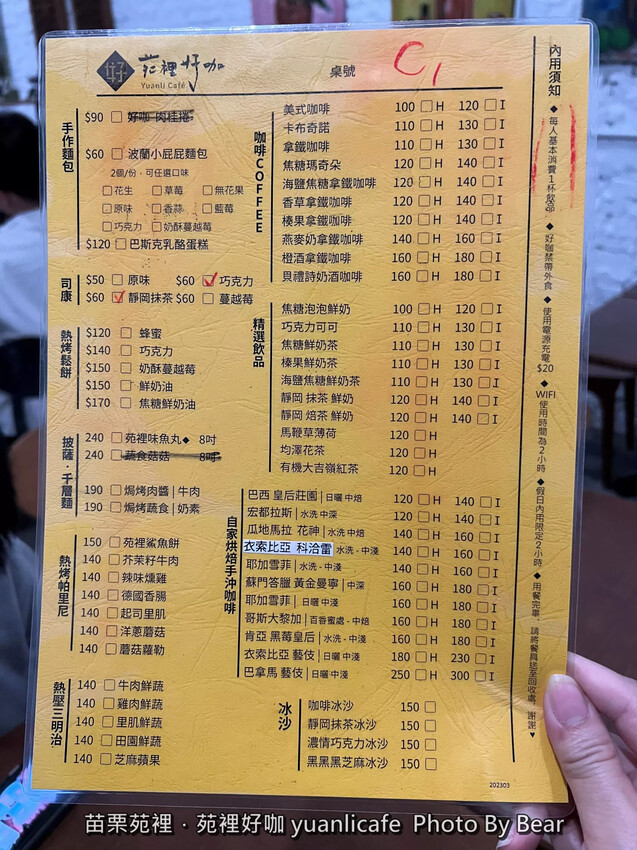 好
苑裡好咖
Yuanli Café
桌號 C1
手作麵包
$90 □ 好咖 肉桂捲
$60 □ 波蘭小屁屁麵包
2個/份，可任選口味
□ 花生 □ 草莓 □ 無花果
□ 原味 □ 香蒜 □ 藍莓
□ 巧克力 □ 奶酥蔓越莓
$120 □ 巴斯克乳酪蛋糕
司康
$50 □ 原味 $60 ☑ 巧克力
$60 ☑ 靜岡抹茶 $60 □ 蔓越莓
熱烤鬆餅
$120 □ 蜂蜜
$140 □ 巧克力
$150 □ 奶酥蔓越莓
$150 □ 鮮奶油
$170 □ 焦糖鮮奶油
披薩·千層麵
240 □ 苑裡味魚丸◆ 8吋
240 □ 蔬食菇菇 8吋
190 □ 焗烤肉醬|牛肉
190 □ 焗烤蔬食|奶素
熱烤帕里尼
150 □ 苑裡鯊魚餅
140 □ 芥茉籽牛肉
140 □ 辣味燻雞
140 □ 德國香腸
140 □ 起司里肌
140 □ 洋蔥蘑菇
140 □ 蘑菇蘿勒
熱壓三明治
140 □ 牛肉鮮蔬
140 □ 雞肉鮮蔬
140 □ 里肌鮮蔬
140 □ 田園鮮蔬
140 □ 芝麻蘋果
咖啡COFFEE
美式咖啡 100 □ H 120 □ I
卡布奇諾 110 □ H 130 □ I
拿鐵咖啡 110 □ H 130 □ I
焦糖瑪奇朵 120 □ H 140 □ I
海鹽焦糖拿鐵咖啡 120 □ H 140 □ I
香草拿鐵咖啡 120 □ H 140 □ I
榛果拿鐵咖啡 120 □ H 140 □ I
燕麥奶拿鐵咖啡 140 □ H 160 □ I
橙酒拿鐵咖啡 160 □ H 180 □ I
貝禮詩奶酒咖啡 160 □ H 180 □ I
精選飲品
焦糖泡泡鮮奶 100 □ H 120 □ I
巧克力可可 110 □ H 130 □ I
焦糖鮮奶茶 110 □ H 130 □ I
榛果鮮奶茶 110 □ H 130 □ I
海鹽焦糖鮮奶茶 110 □ H 130 □ I
靜岡 抹茶 鮮奶 120 □ H 140 □ I
靜岡 焙茶 鮮奶 120 □ H 140 □ I
馬鞭草薄荷 120 □ H
均澤花茶 120 □ H
有機大吉嶺紅茶 120 □ H
自家烘焙手沖咖啡
巴西 皇后莊園|日曬 中焙 120 □ H 140 □ I
宏都拉斯|水洗 中深 120 □ H 140 □ I
瓜地馬拉 花神|水洗 中焙 140 □ H 160 □ I
衣索比亞 科洽雷 水洗-中淺 140 □ H 160 □ I
耶加雪菲|水洗-中淺 140 □ H 160 □ I
蘇門答臘 黃金曼寧|中深 160 □ H 180 □ I
耶加雪菲|日曬 中淺 160 □ H 180 □ I
哥斯大黎加|百香蜜處-中焙 160 □ H 180 □ I
肯亞 黑莓皇后|水洗-中淺 160 □ H 180 □ I
衣索比亞 藝伎|日曬 中淺 180 □ H 230 □ I
巴拿馬 藝伎|日曬 中淺 250 □ H 300 □ I
冰沙
咖啡冰沙 150 □
靜岡抹茶冰沙 150 □
濃情巧克力冰沙 150 □
黑黑黑芝麻冰沙 150 □
內用須知
◆ 每人基本消費1杯飲品
◆ 好咖禁帶外食
◆ 使用電源充電$20
◆ WIFI使用時間為2小時
◆ 假日內用限定2小時
◆ 用餐完畢，請將餐具送至回收處，謝謝♥
202303
苗栗苑裡．苑裡好咖 yuanlicafe Photo By Bear